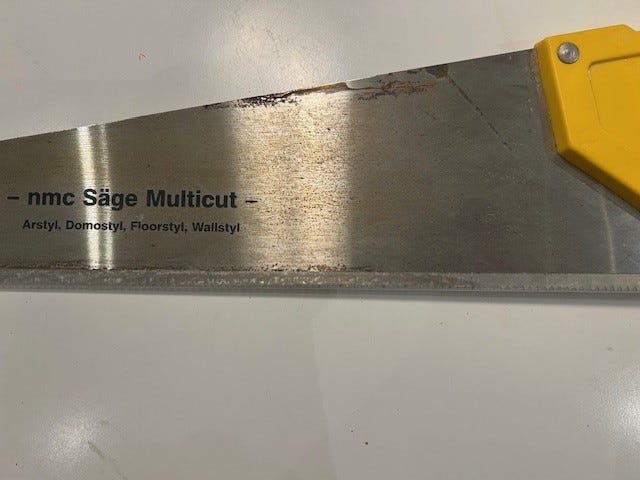 – nmc Säge Multicut –
Arstyl, Domostyl, Floorstyl, Wallstyl